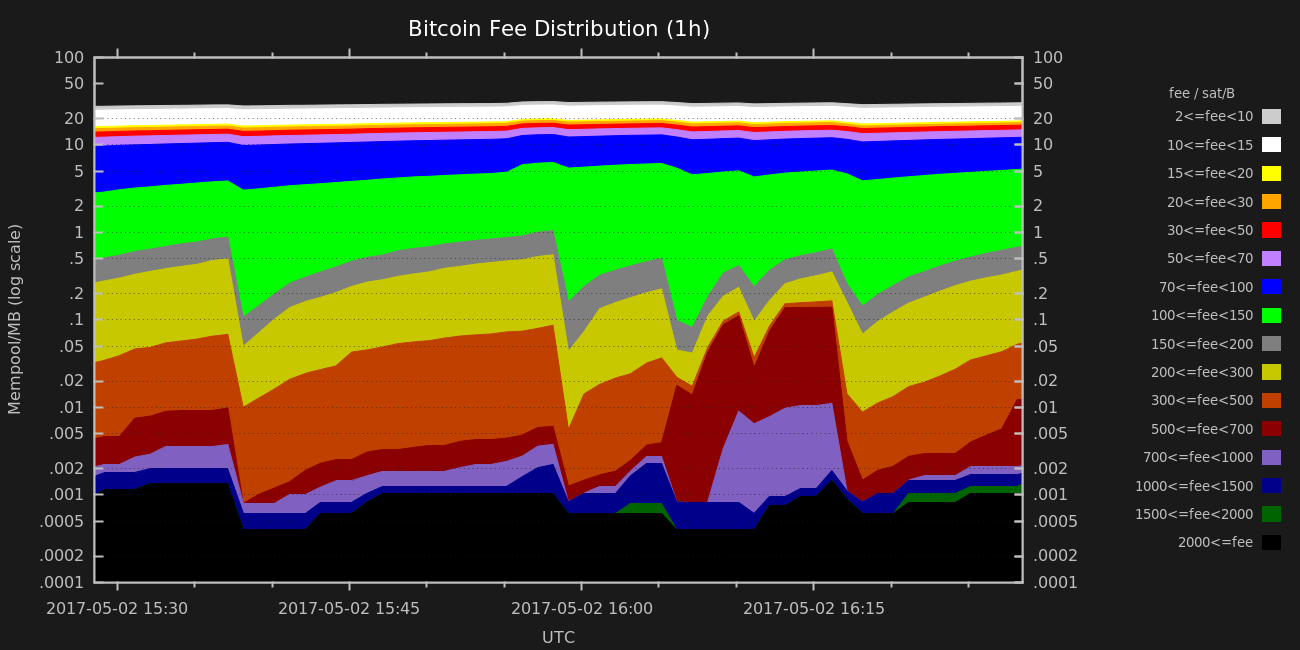 Bitcoin Fee Distribution (1h)
Mempool/MB (log scale)
100
50
20
10
5
2
1
.5
.2
.1
.05
.02
.01
.005
.002
.001
.0005
.0002
.0001
100
50
20
10
5
2
1
.5
.2
.1
.05
.02
.01
.005
.002
.001
.0005
.0002
.0001
2017-05-02 15:30 2017-05-02 15:45 2017-05-02 16:00 2017-05-02 16:15
UTC
fee / sat/B
2<=fee<10
10<=fee<15
15<=fee<20
20<=fee<30
30<=fee<50
50<=fee<70
70<=fee<100
100<=fee<150
150<=fee<200
200<=fee<300
300<=fee<500
500<=fee<700
700<=fee<1000
1000<=fee<1500
1500<=fee<2000
2000<=fee